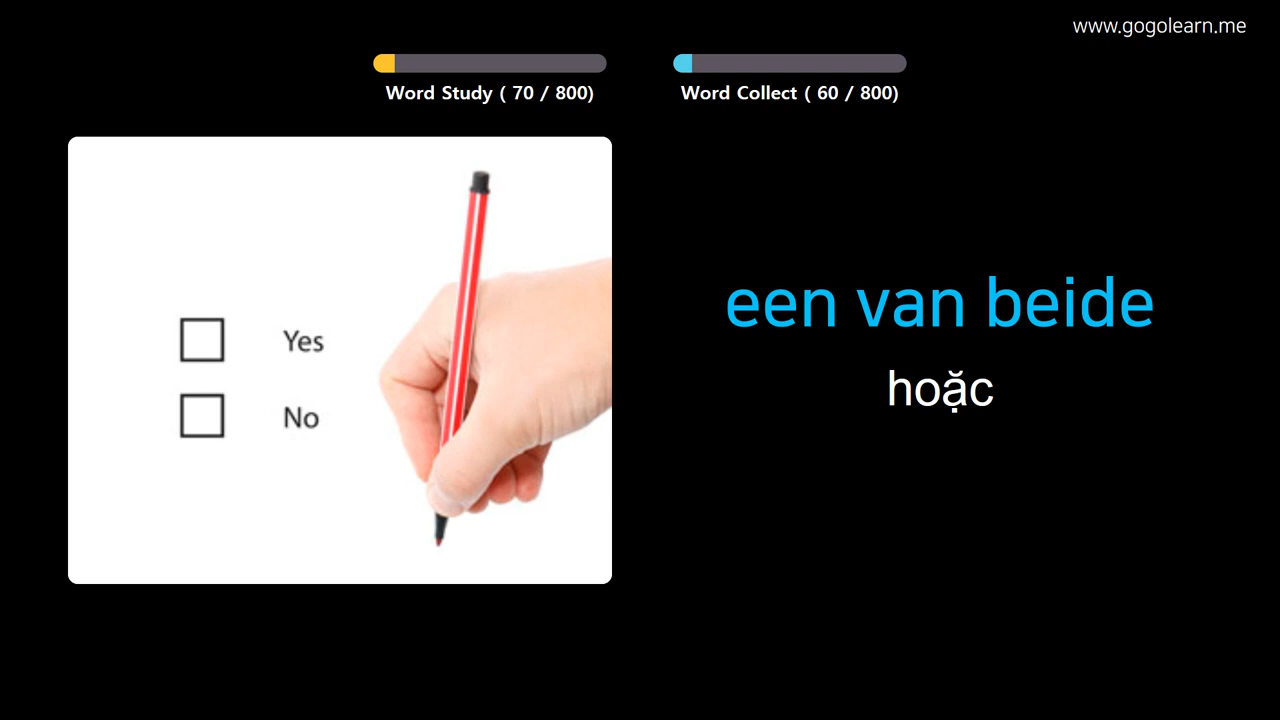 www.gogolearn.me
Word Study ( 70 / 800)
Word Collect ( 60 / 800)
Yes
No
een van beide
hoặc